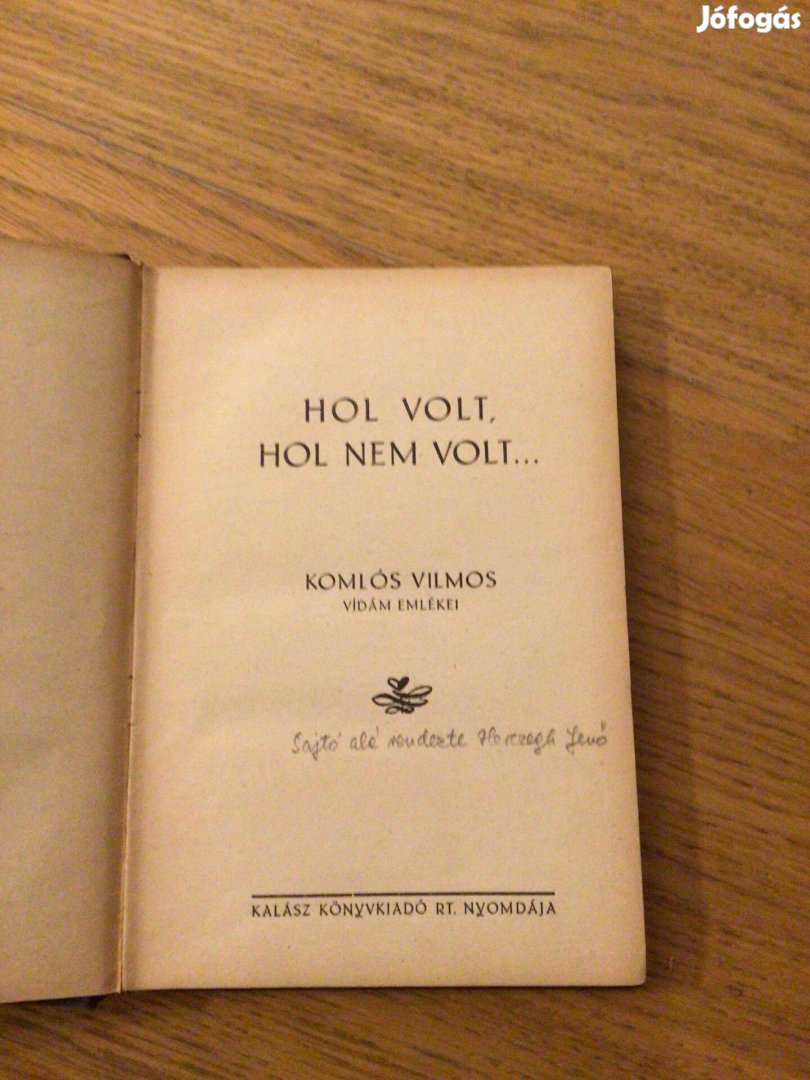 Jófogás
HOL VOLT,
HOL NEM VOLT...
KOMLÓS VILMOS
VÍDÁM EMLÉKEI
Sajtó alá rendezte Herczegh Jenő
KALÁSZ KÖNYVKIADÓ RT. NYOMDÁJA